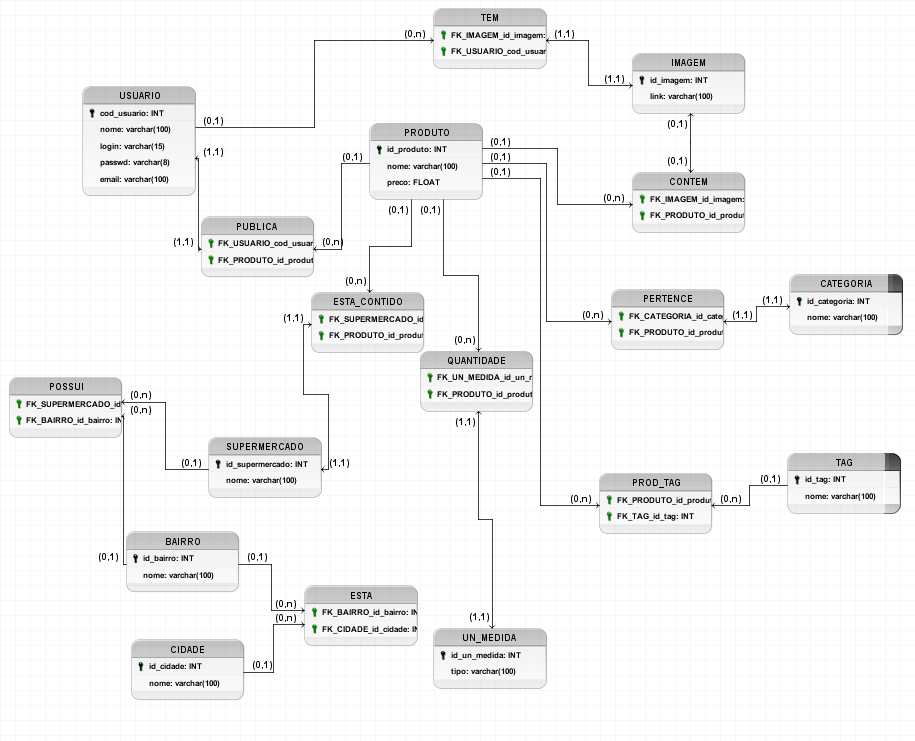 TEM
FK_IMAGEM_id_imagem:
FK_USUARIO_cod_usuar
(0,n)
(1,1)
(1,1)
IMAGEM
id_imagem: INT
link: varchar(100)
(0,1)
(0,1)
USUARIO
cod_usuario: INT
nome: varchar(100)
login: varchar(15)
passwd: varchar(8)
email: varchar(100)
(0,1)
(1,1)
PRODUTO
id_produto: INT
nome: varchar(100)
preco: FLOAT
(0,1)
(0,1)
(0,1)
(0,1)
(0,1)
(0,1)
CONTEM
FK_IMAGEM_id_imagem:
FK_PRODUTO_id_produt
(0,n)
PUBLICA
FK_USUARIO_cod_usuar
FK_PRODUTO_id_produt
(1,1)
(0,n)
ESTA_CONTIDO
FK_SUPERMERCADO_id
FK_PRODUTO_id_produt
(0,n)
(1,1)
PERTENCE
FK_CATEGORIA_id_cate
FK_PRODUTO_id_produt
(0,n)
(1,1)
(1,1)
CATEGORIA
id_categoria: INT
nome: varchar(100)
QUANTIDADE
FK_UN_MEDIDA_id_un_r
FK_PRODUTO_id_produt
(0,n)
(1,1)
POSSUI
FK_SUPERMERCADO_id
FK_BAIRRO_id_bairro: IN
(0,n)
(0,n)
SUPERMERCADO
id_supermercado: INT
nome: varchar(100)
(0,1)
(1,1)
PROD_TAG
FK_PRODUTO_id_produt
FK_TAG_id_tag: INT
(0,n)
(0,n)
(0,1)
TAG
id_tag: INT
nome: varchar(100)
BAIRRO
id_bairro: INT
nome: varchar(100)
(0,1)
(0,1)
ESTA
FK_BAIRRO_id_bairro: IN
FK_CIDADE_id_cidade: I
(0,n)
(0,n)
CIDADE
id_cidade: INT
nome: varchar(100)
(0,1)
UN_MEDIDA
id_un_medida: INT
tipo: varchar(100)
(1,1)